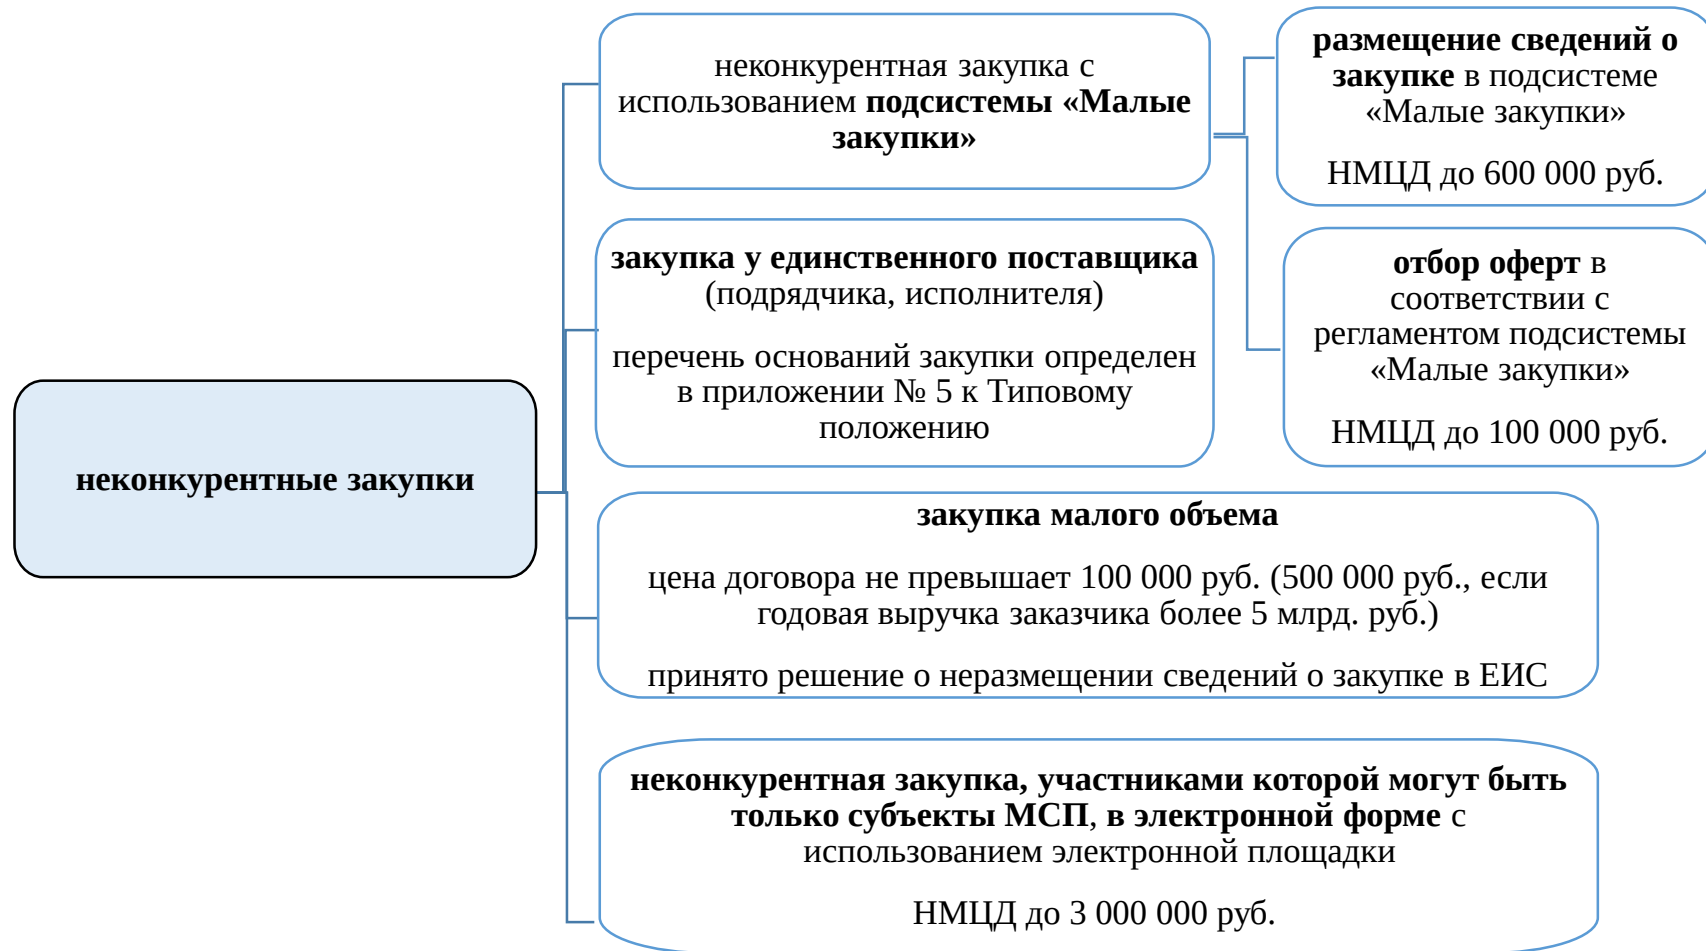 неконкурентные закупки
неконкурентная закупка с
использованием подсистемы «Малые
закупки»
размещение сведений о
закупке в подсистеме
«Малые закупки»
НМЦД до 600 000 руб.
отбор оферт в
соответствии с
регламентом подсистемы
«Малые закупки»
НМЦД до 100 000 руб.
закупка у единственного поставщика
(подрядчика, исполнителя)
перечень оснований закупки определен
в приложении № 5 к Типовому
положению
закупка малого объема
цена договора не превышает 100 000 руб. (500 000 руб., если
годовая выручка заказчика более 5 млрд. руб.)
принято решение о неразмещении сведений о закупке в ЕИС
неконкурентная закупка, участниками которой могут быть
только субъекты МСП, в электронной форме с
использованием электронной площадки
НМЦД до 3 000 000 руб.